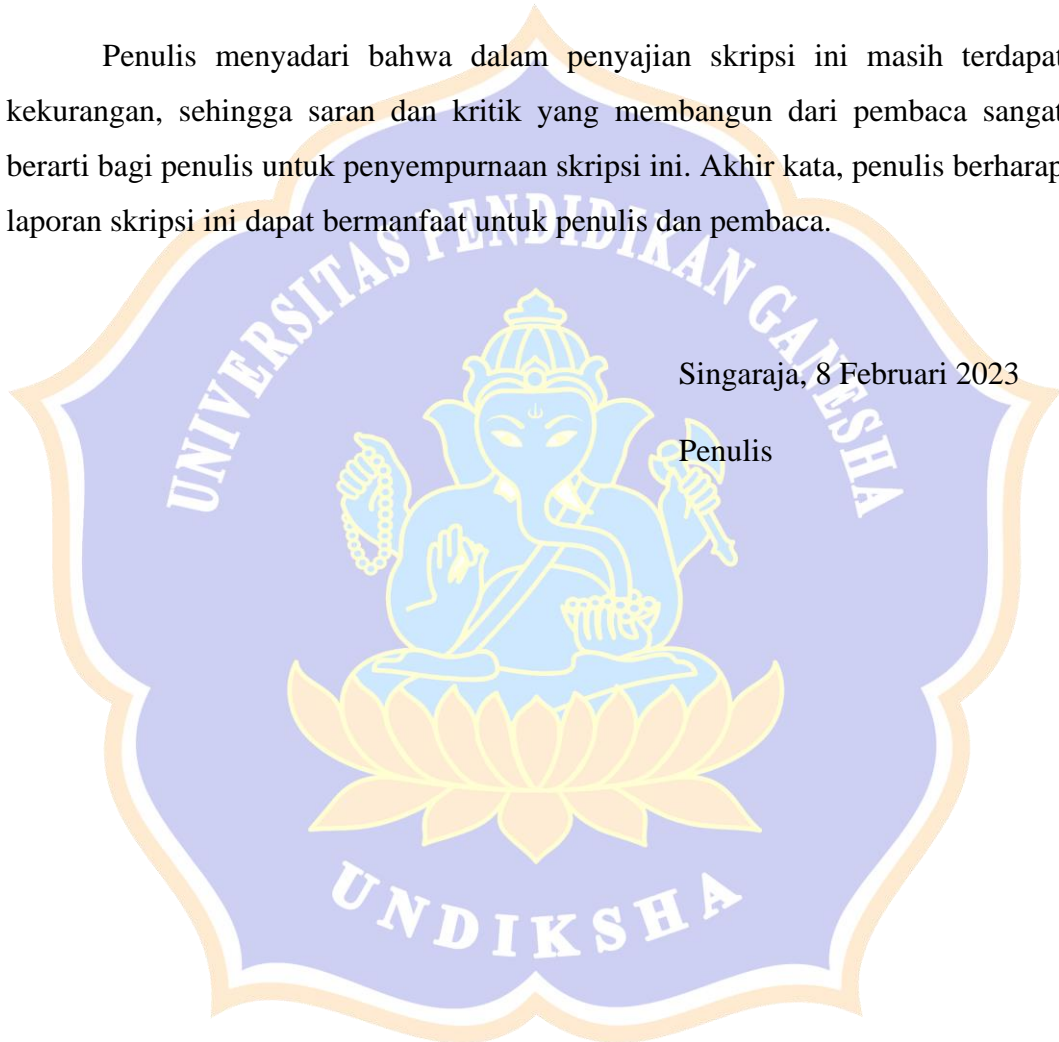 Penulis menyadari bahwa dalam penyajian skripsi ini masih terdapat
kekurangan, sehingga saran dan kritik yang membangun dari pembaca sangat
berarti bagi penulis untuk penyempurnaan skripsi ini. Akhir kata, penulis berharap
laporan skripsi ini dapat bermanfaat untuk penulis dan pembaca.
UNIVERSITAS PENDIDIKAN GANESHA
Singaraja, 8 Februari 2023
Penulis
UNDIKSHA